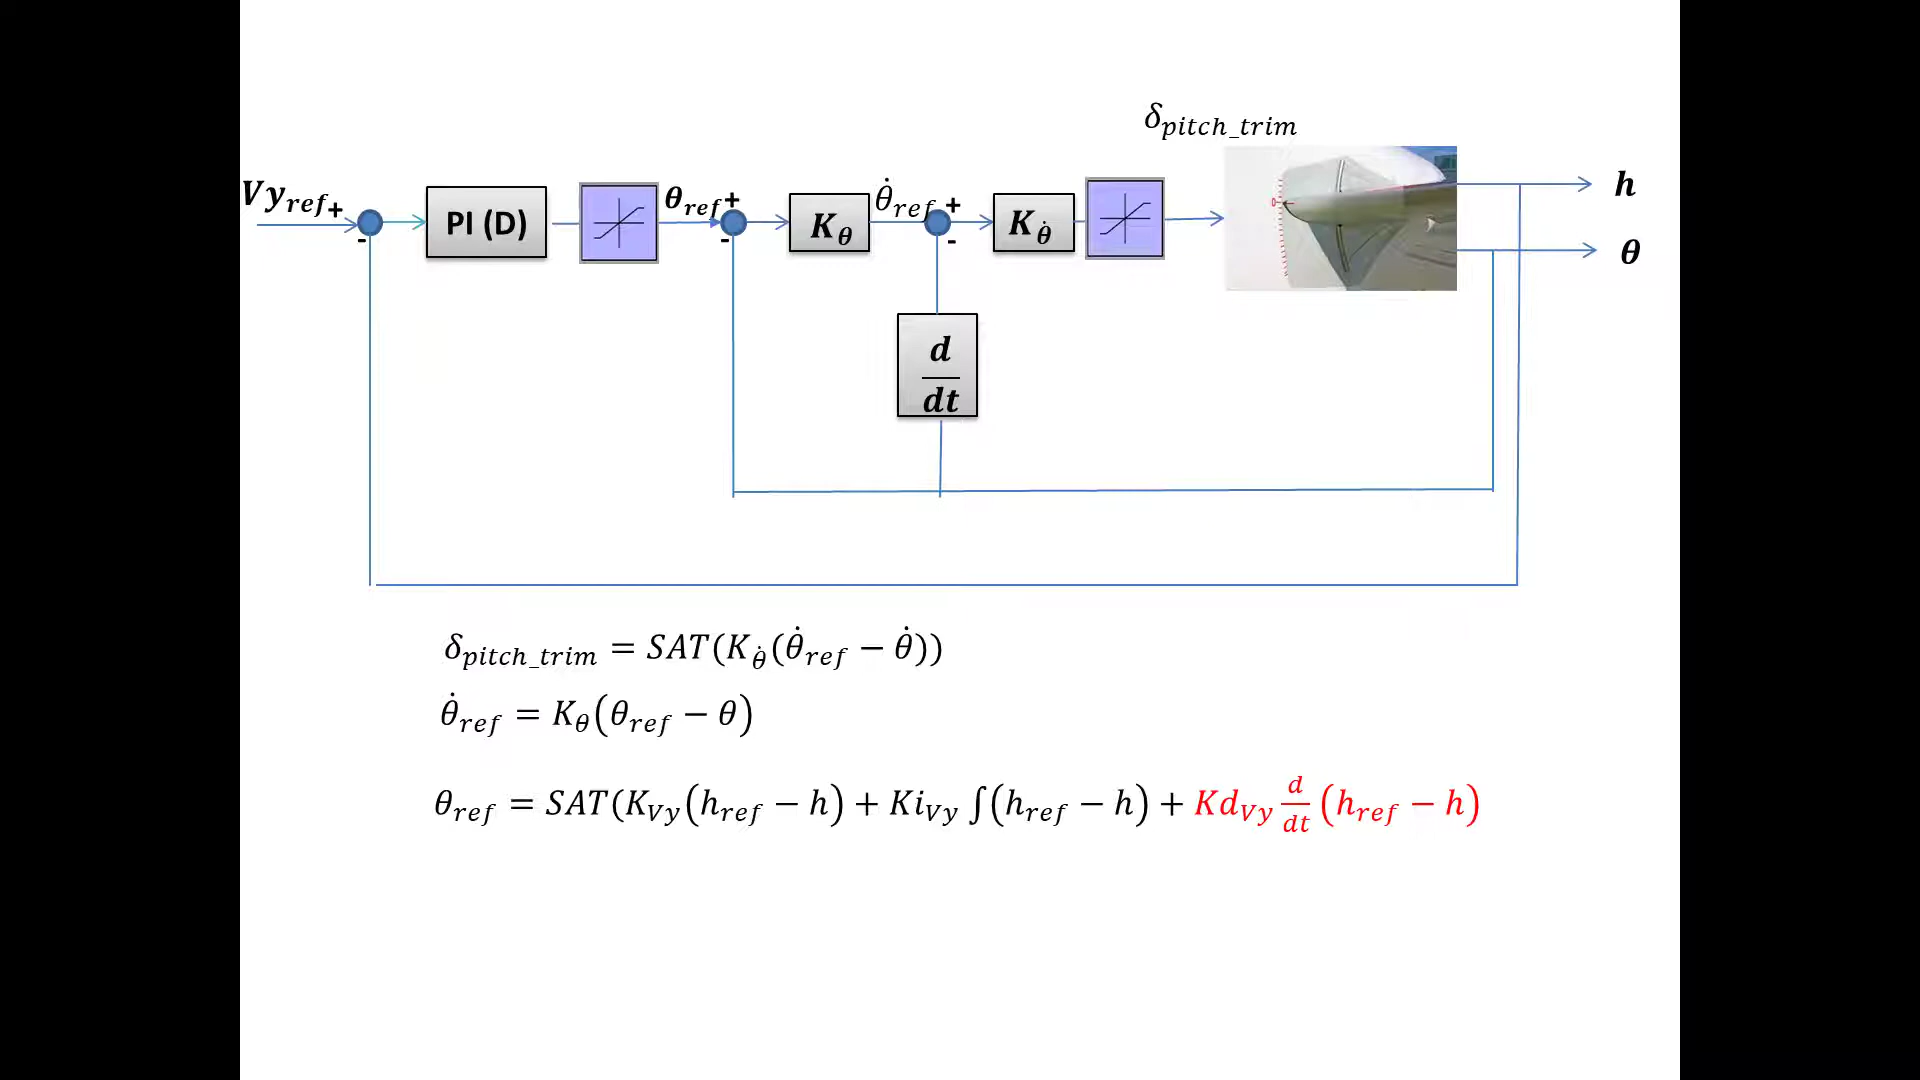 δ_pitch_trim
Vy_ref + -
PI (D)
θ_ref + -
K_θ
θ̇_ref + -
K_θ̇
0
h
θ
d/dt
δ_pitch_trim = SAT(K_θ̇(θ̇_ref − θ̇))
θ̇_ref = K_θ(θ_ref − θ)
θ_ref = SAT(K_Vy(h_ref − h) + Ki_Vy ∫(h_ref − h) + Kd_Vy d/dt (h_ref − h)